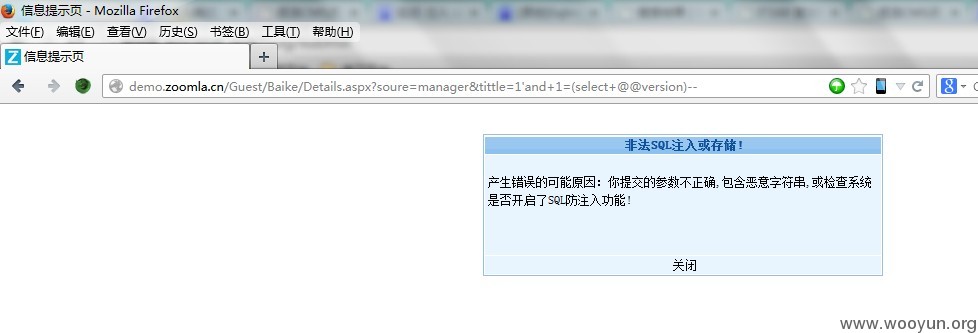 信息提示页 - Mozilla Firefox
文件(F) 编辑(E) 查看(V) 历史(S) 书签(B) 工具(T) 帮助(H)
信息提示页
demo.zoomla.cn/Guest/Baike/Details.aspx?soure=manager&tittle=1'and+1=(select+@@version)--
非法SQL注入或存储!
产生错误的可能原因: 你提交的参数不正确,包含恶意字符串,或检查系统
是否开启了SQL防注入功能!
关闭
www.wooyun.org